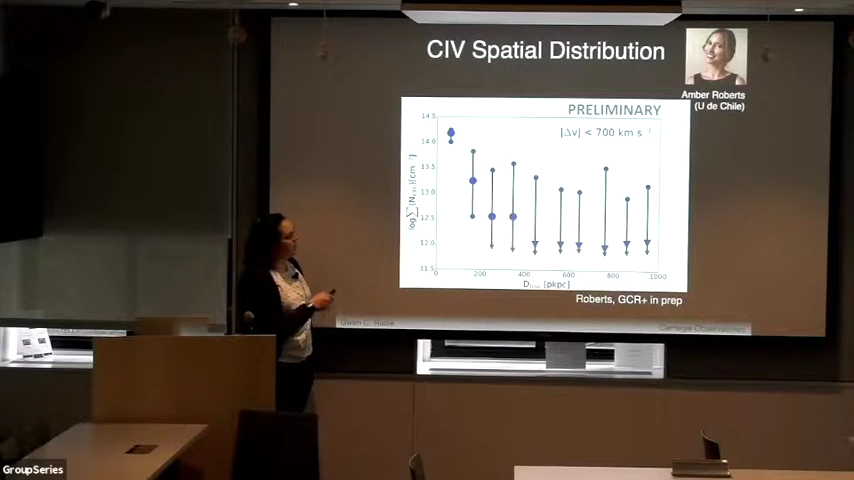 CIV Spatial Distribution
Amber Roberts
(U de Chile)
PRELIMINARY
|Δv| < 700 km s⁻¹
14.5
14.0
13.5
13.0
12.5
12.0
11.5
0 200 400 600 800 1000
[pkpc]
Roberts, GCR+ in prep
Gwen C. Rudie
Carnegie Observatories
GroupSeries